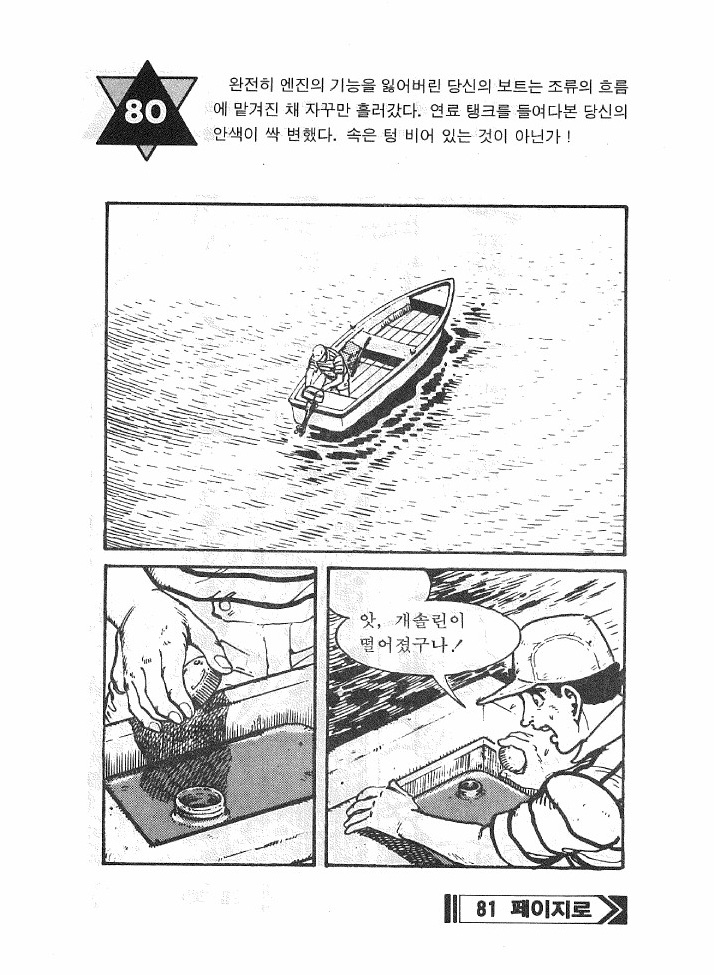 80
완전히 엔진의 기능을 잃어버린 당신의 보트는 조류의 흐름
에 맡겨진 채 자꾸만 흘러갔다. 연료 탱크를 들여다본 당신의
안색이 싹 변했다. 속은 텅 비어 있는 것이 아닌가!
앗, 개솔린이
떨어졌구나!
81 페이지로